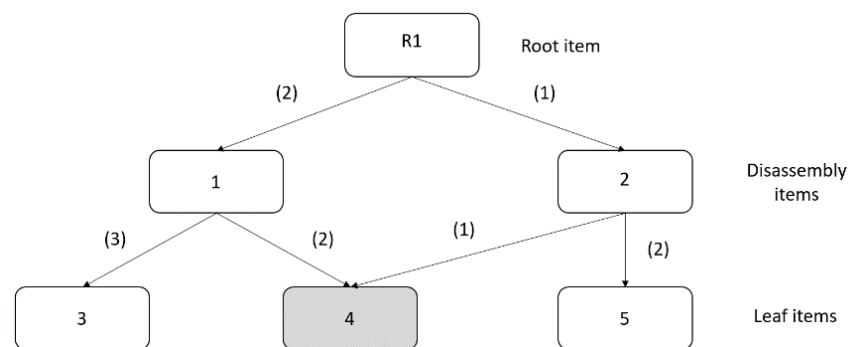 R1
Root item
(2)
(1)
1
2
Disassembly
items
(3)
(2)
(1)
(2)
3
4
5
Leaf items